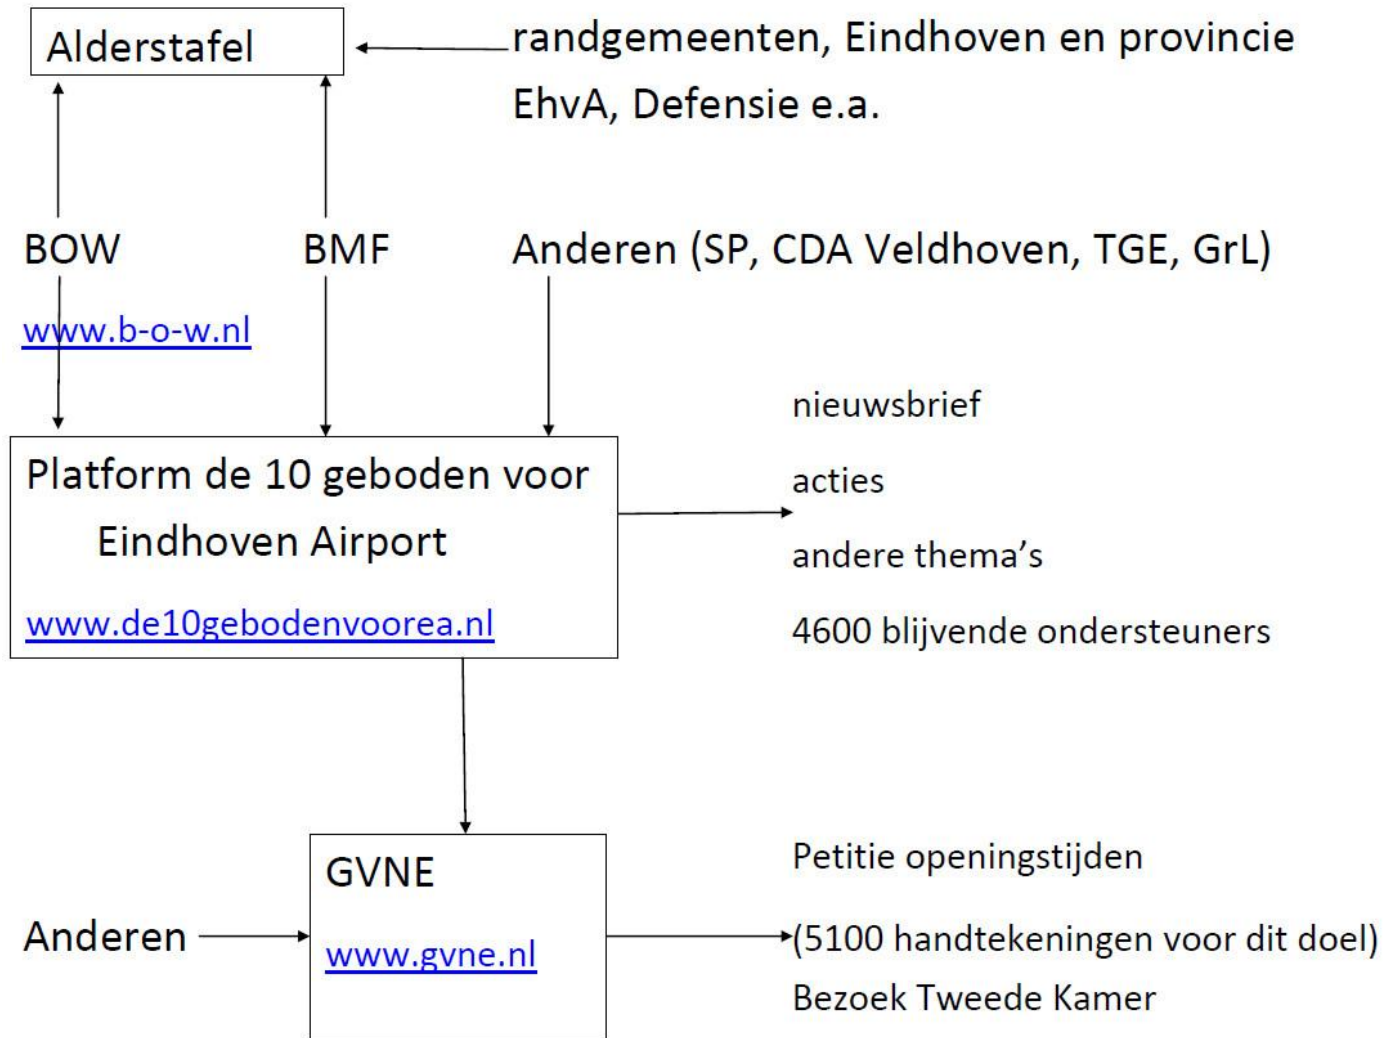 Alderstafel
randgemeenten, Eindhoven en provincie
EhvA, Defensie e.a.
BOW
BMF
Anderen (SP, CDA Veldhoven, TGE, GrL)
www.b-o-w.nl
Platform de 10 geboden voor
Eindhoven Airport
www.de10gebodenvoorea.nl
nieuwsbrief
acties
andere thema’s
4600 blijvende ondersteuners
Anderen
GVNE
www.gvne.nl
Petitie openingstijden
(5100 handtekeningen voor dit doel)
Bezoek Tweede Kamer